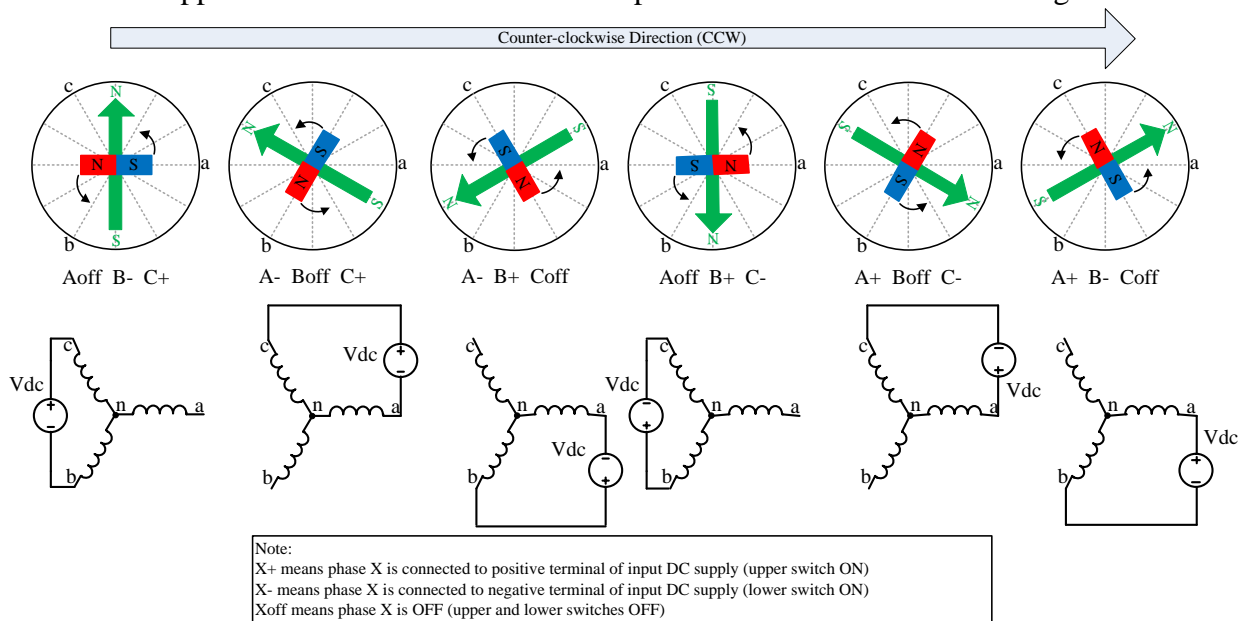 Counter-clockwise Direction (CCW)
c N N S a b S
c N S N a b S
c S S N a b N
c S S N a b N
c S N S a b N
c N N S a b S
Aoff B- C+
A- Boff C+
A- B+ Coff
Aoff B+ C-
A+ Boff C-
A+ B- Coff
Vdc + - c n a b
Vdc + - c n a b
Vdc - + c n a b
Vdc - + c n a b
Vdc - + c n a b
Vdc + - c n a b
Note:
X+ means phase X is connected to positive terminal of input DC supply (upper switch ON)
X- means phase X is connected to negative terminal of input DC supply (lower switch ON)
Xoff means phase X is OFF (upper and lower switches OFF)